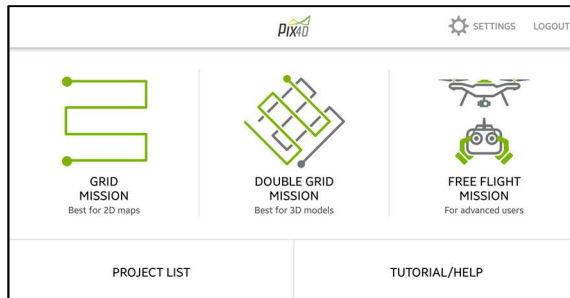 PIX4D
SETTINGS
LOGOUT
GRID
MISSION
Best for 2D maps
DOUBLE GRID
MISSION
Best for 3D models
FREE FLIGHT
MISSION
For advanced users
PROJECT LIST
TUTORIAL/HELP